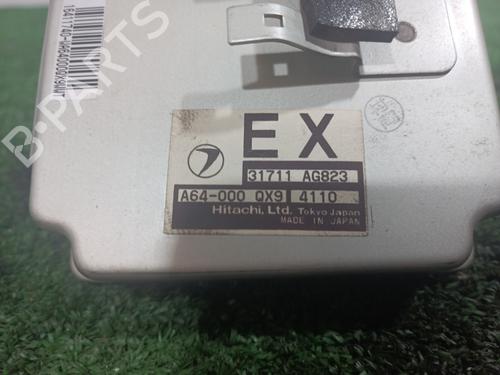 B-PARTS
EX
31711 AG823
A64-000 QX9 4110
Hitachi, Ltd. Tokyo Japan
MADE IN JAPAN